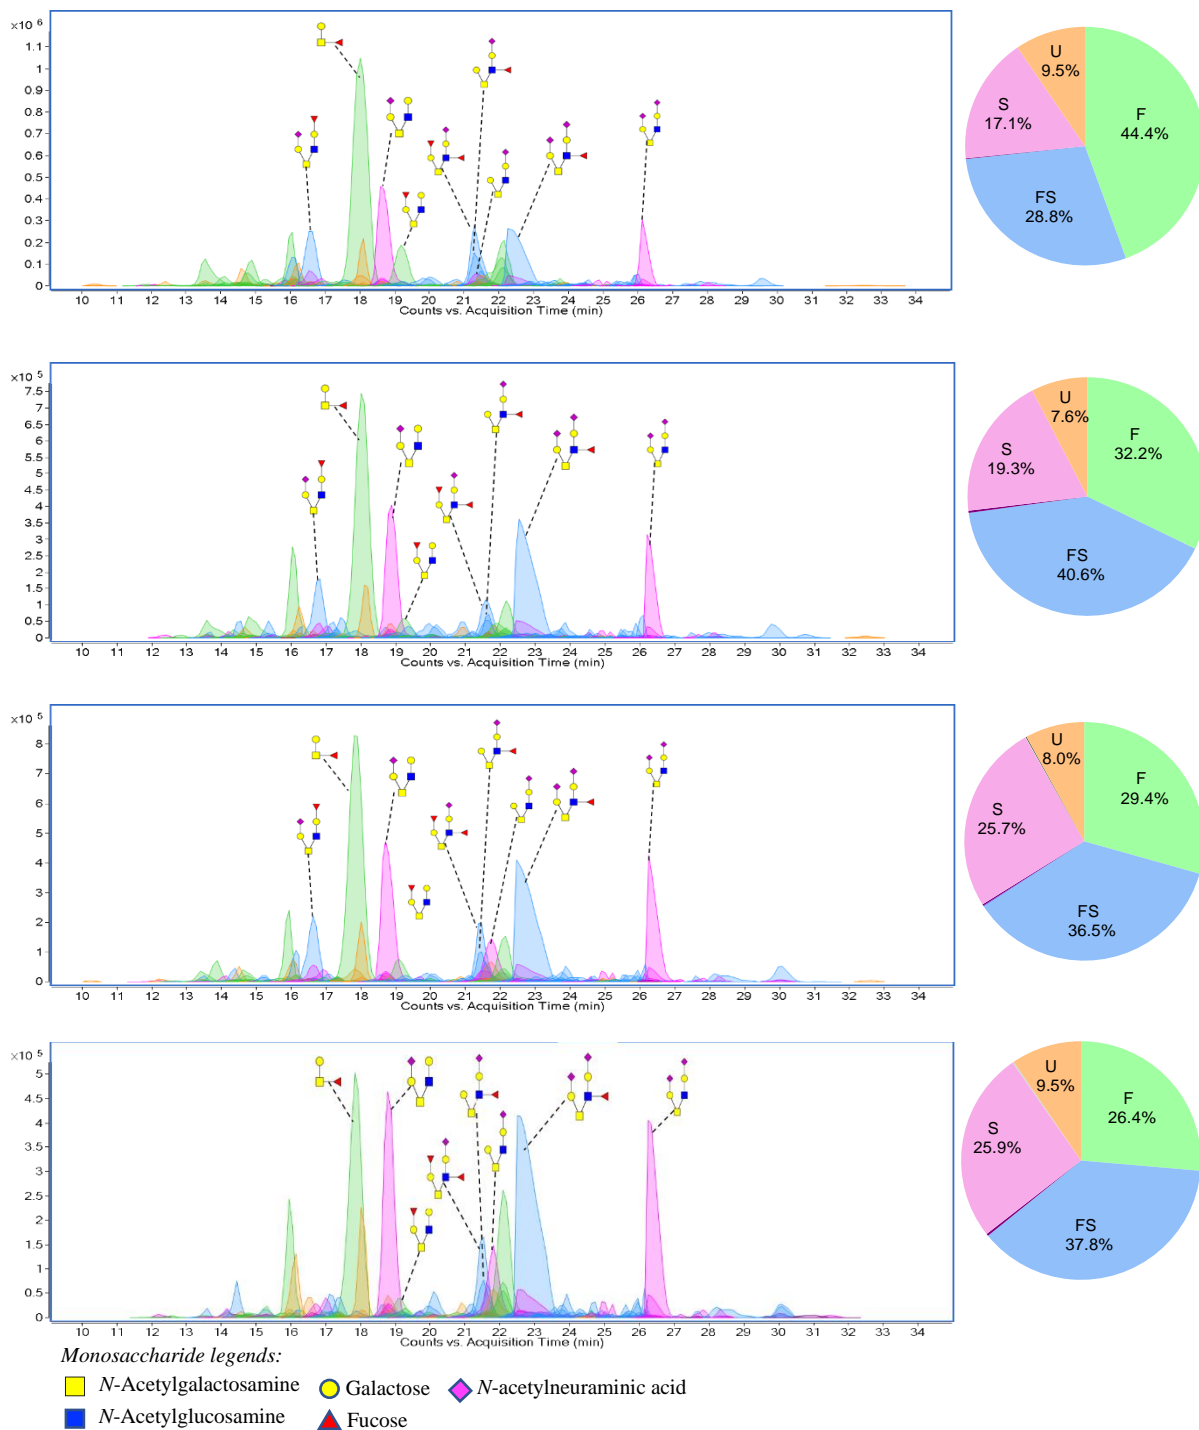 ×10 6
1.1
1
0.9
0.8
0.7
0.6
0.5
0.4
0.3
0.2
0.1
0
10 11 12 13 14 15 16 17 18 19 20 21 22 23 24 25 26 27 28 29 30 31 32 33 34
Counts vs. Acquisition Time (min)
U
9.5%
F
44.4%
S
17.1%
FS
28.8%
×10 5
7.5
7
6.5
6
5.5
5
4.5
4
3.5
3
2.5
2
1.5
1
0.5
0
10 11 12 13 14 15 16 17 18 19 20 21 22 23 24 25 26 27 28 29 30 31 32 33 34
Counts vs. Acquisition Time (min)
U
7.6%
F
32.2%
S
19.3%
FS
40.6%
×10 5
8
7
6
5
4
3
2
1
0
10 11 12 13 14 15 16 17 18 19 20 21 22 23 24 25 26 27 28 29 30 31 32 33 34
Counts vs. Acquisition Time (min)
U
8.0%
F
29.4%
S
25.7%
FS
36.5%
×10 5
5
4.5
4
3.5
3
2.5
2
1.5
1
0.5
0
10 11 12 13 14 15 16 17 18 19 20 21 22 23 24 25 26 27 28 29 30 31 32 33 34
Counts vs. Acquisition Time (min)
U
9.5%
F
26.4%
S
25.9%
FS
37.8%
Monosaccharide legends:
N-Acetylgalactosamine Galactose N-acetylneuraminic acid
N-Acetylglucosamine Fucose